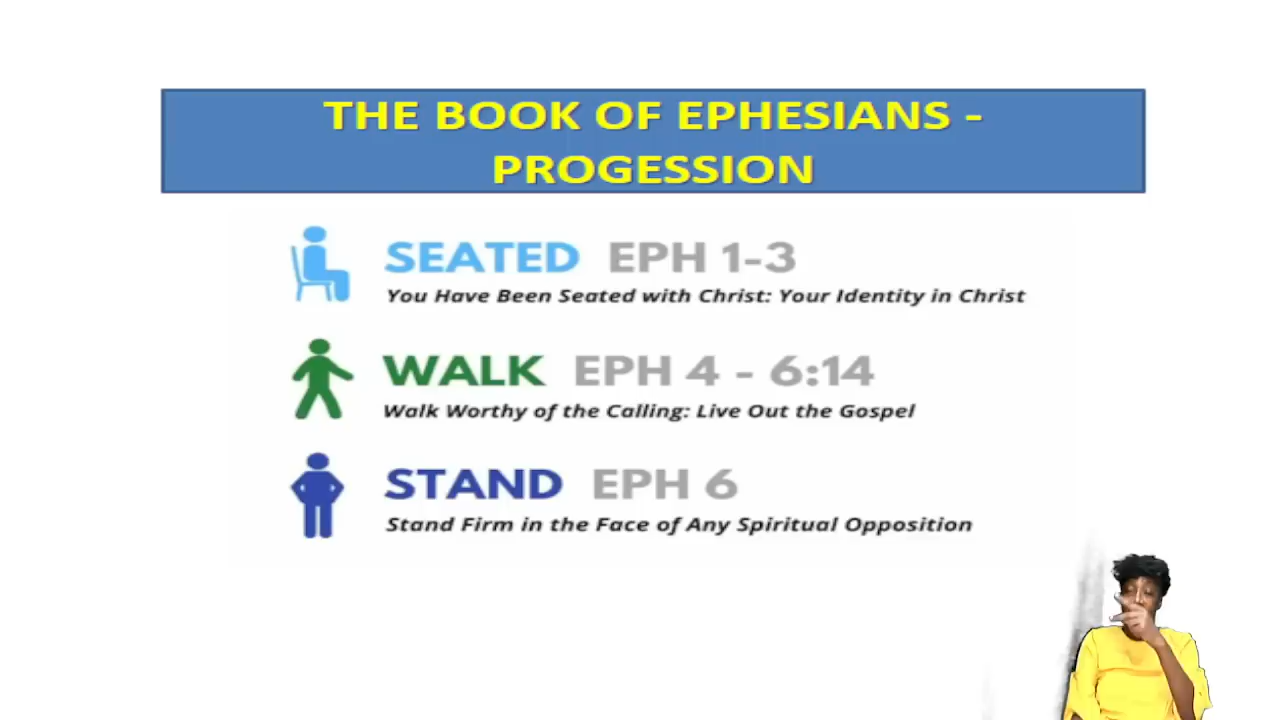 THE BOOK OF EPHESIANS -
PROGESSION
SEATED EPH 1-3
You Have Been Seated with Christ: Your Identity in Christ
WALK EPH 4 - 6:14
Walk Worthy of the Calling: Live Out the Gospel
STAND EPH 6
Stand Firm in the Face of Any Spiritual Opposition